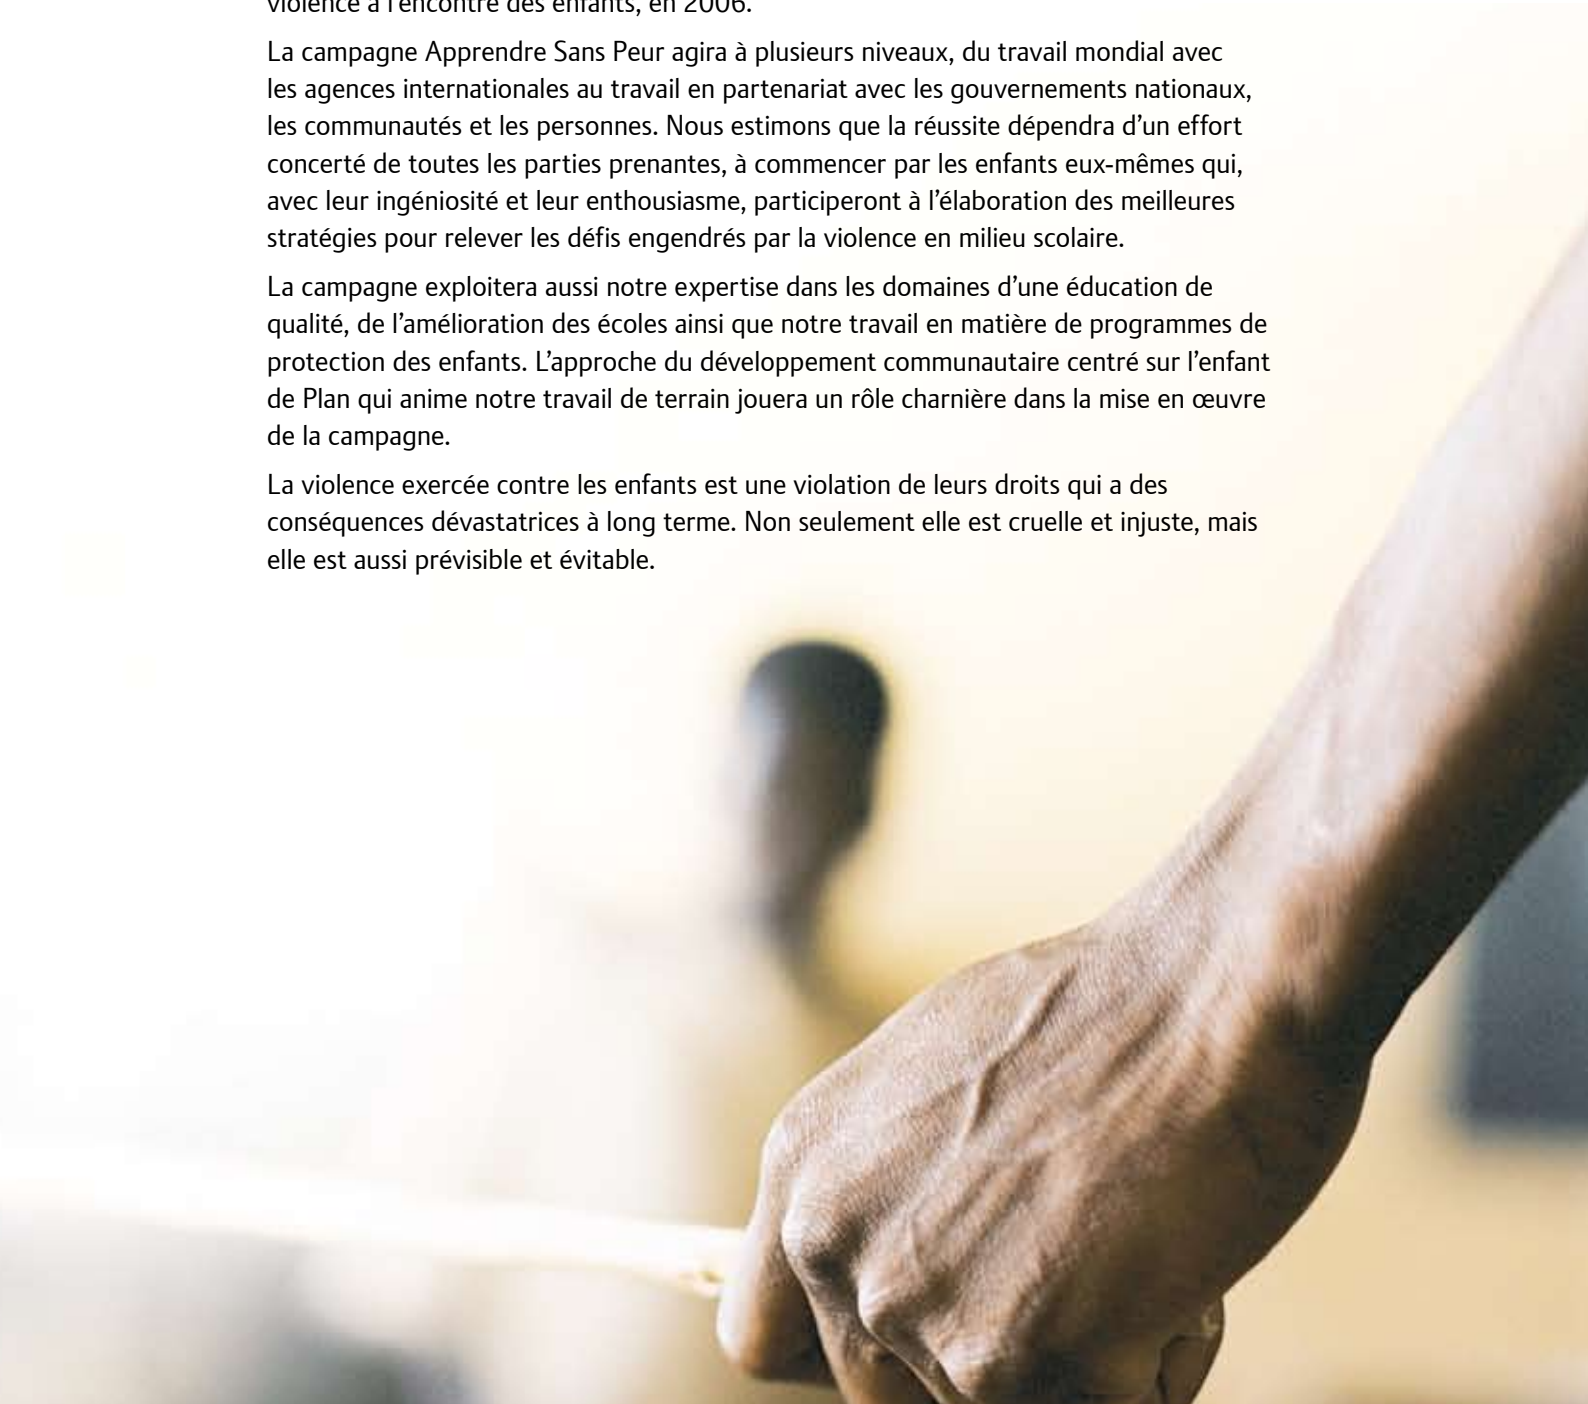 violence à l'encontre des enfants, en 2006.
La campagne Apprendre Sans Peur agira à plusieurs niveaux, du travail mondial avec
les agences internationales au travail en partenariat avec les gouvernements nationaux,
les communautés et les personnes. Nous estimons que la réussite dépendra d’un effort
concerté de toutes les parties prenantes, à commencer par les enfants eux-mêmes qui,
avec leur ingéniosité et leur enthousiasme, participeront à l’élaboration des meilleures
stratégies pour relever les défis engendrés par la violence en milieu scolaire.
La campagne exploitera aussi notre expertise dans les domaines d’une éducation de
qualité, de l’amélioration des écoles ainsi que notre travail en matière de programmes de
protection des enfants. L’approche du développement communautaire centré sur l’enfant
de Plan qui anime notre travail de terrain jouera un rôle charnière dans la mise en œuvre
de la campagne.
La violence exercée contre les enfants est une violation de leurs droits qui a des
conséquences dévastatrices à long terme. Non seulement elle est cruelle et injuste, mais
elle est aussi prévisible et évitable.